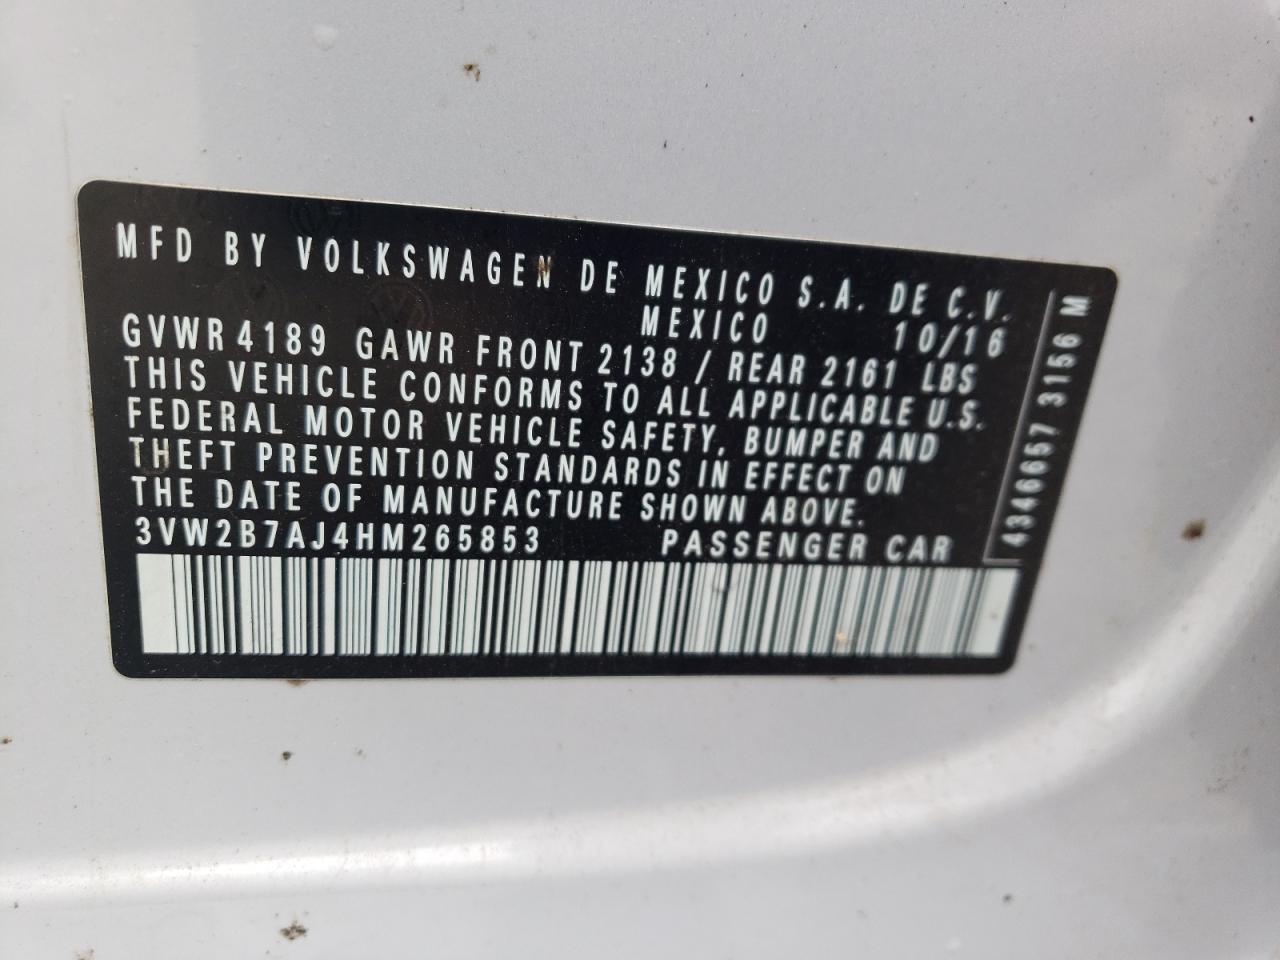 MFD BY VOLKSWAGEN DE MEXICO S.A. DE C.V.
MEXICO 10/16
GVWR 4189 GAWR FRONT 2138 / REAR 2161 LBS
THIS VEHICLE CONFORMS TO ALL APPLICABLE U.S.
FEDERAL MOTOR VEHICLE SAFETY, BUMPER AND
THEFT PREVENTION STANDARDS IN EFFECT ON
THE DATE OF MANUFACTURE SHOWN ABOVE.
3VW2B7AJ4HM265853 PASSENGER CAR
4346657 3156 M